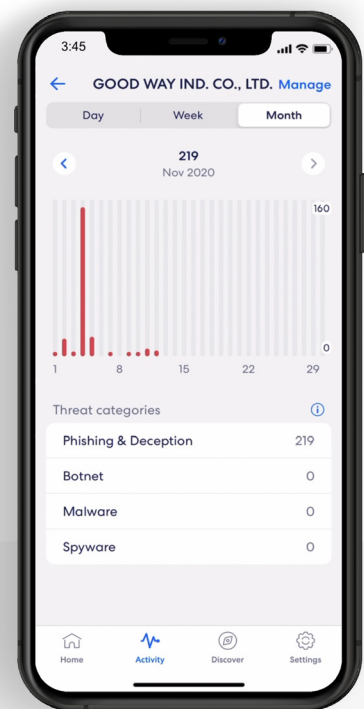 3:45
GOOD WAY IND. CO., LTD. Manage
Day Week Month
219
Nov 2020
160
0
1 8 15 22 29
Threat categories
Phishing & Deception 219
Botnet 0
Malware 0
Spyware 0
Home Activity Discover Settings